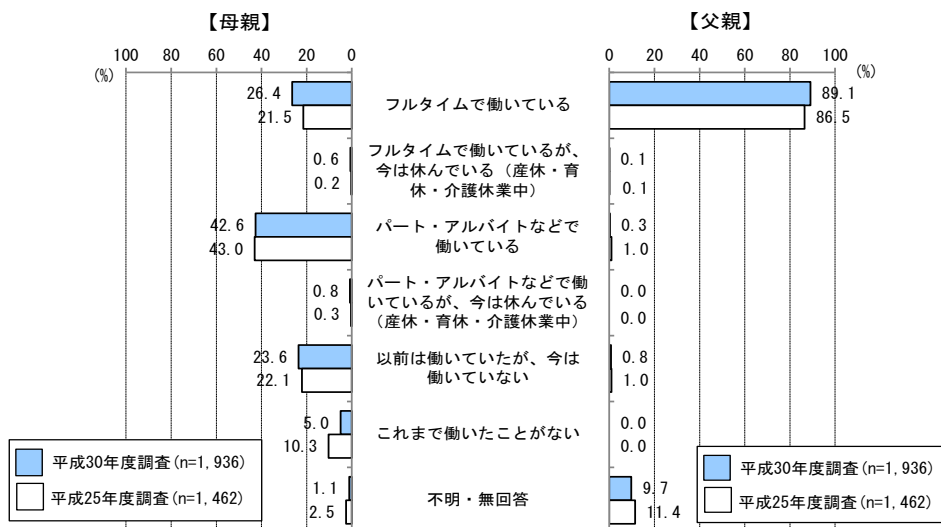 【母親】
【父親】
100 80 60 40 20 0
0 20 40 60 80 100
(%)
(%)
26.4
フルタイムで働いている
89.1
21.5
86.5
0.6
フルタイムで働いているが、
今は休んでいる（産休・育
休・介護休業中）
0.1
0.2
0.1
42.6
パート・アルバイトなどで
働いている
0.3
43.0
1.0
0.8
パート・アルバイトなどで働
いているが、今は休んでいる
（産休・育休・介護休業中）
0.0
0.3
0.0
23.6
以前は働いていたが、今は
働いていない
0.8
22.1
1.0
5.0
これまで働いたことがない
0.0
10.3
0.0
1.1
不明・無回答
9.7
2.5
11.4
平成30年度調査(n=1,936)
平成25年度調査(n=1,462)
平成30年度調査(n=1,936)
平成25年度調査(n=1,462)